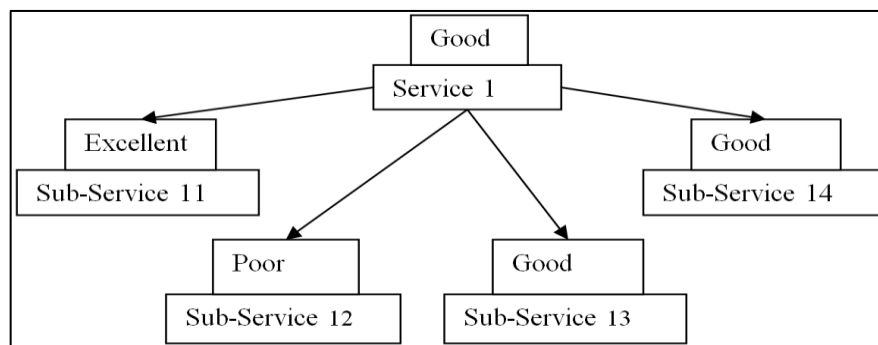 Good
Service 1
Excellent
Sub-Service 11
Good
Sub-Service 14
Poor
Sub-Service 12
Good
Sub-Service 13